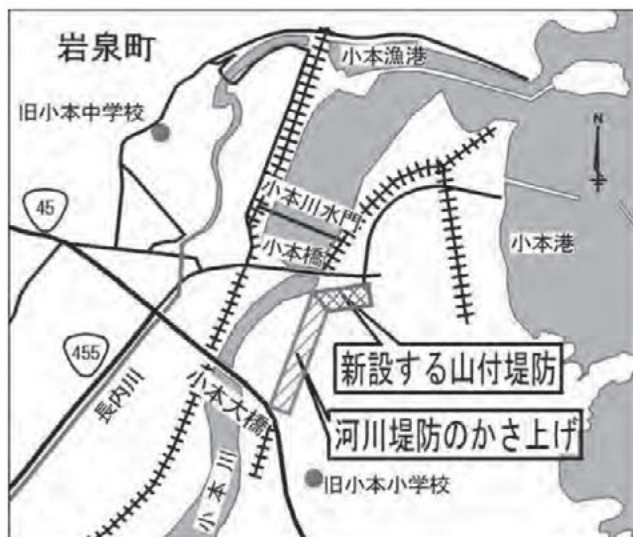 岩泉町
小本漁港
旧小本中学校
N
45
小本川水門
小本港
小本橋
455
新設する山付堤防
長内川
小本大橋
河川堤防のかさ上げ
小本川
旧小本小学校